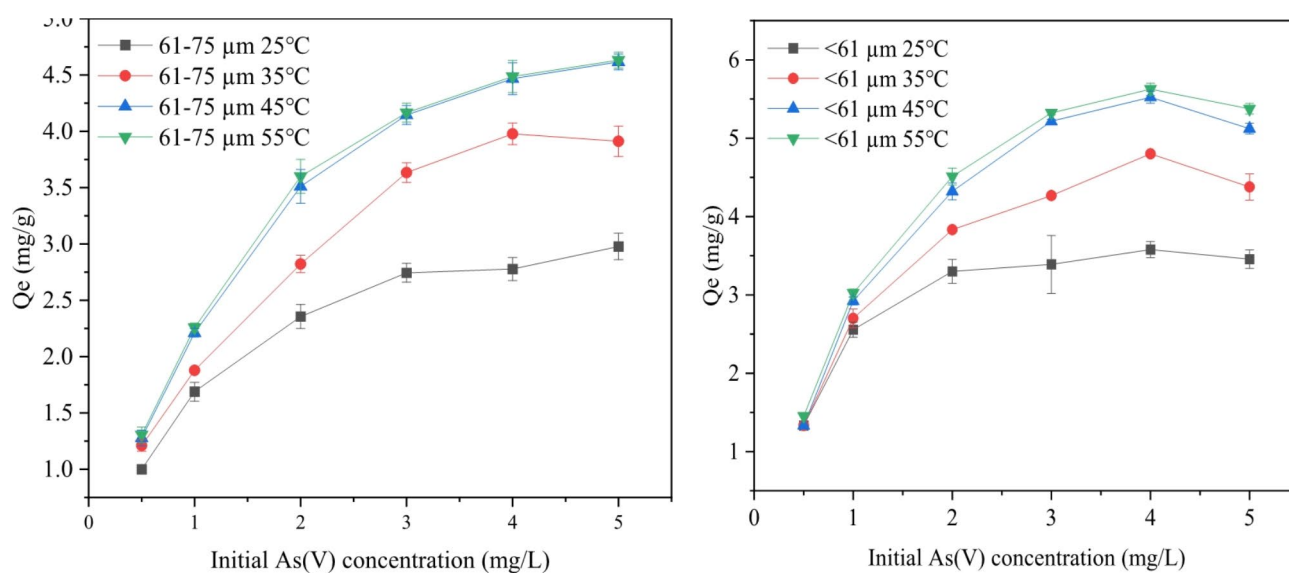 5.0
4.5
4.0
3.5
3.0
2.5
2.0
1.5
1.0
Qe (mg/g)
61-75 µm 25℃
61-75 µm 35℃
61-75 µm 45℃
61-75 µm 55℃
0 1 2 3 4 5
Initial As(V) concentration (mg/L)
6
5
4
3
2
1
Qe (mg/g)
<61 µm 25℃
<61 µm 35℃
<61 µm 45℃
<61 µm 55℃
0 1 2 3 4 5
Initial As(V) concentration (mg/L)